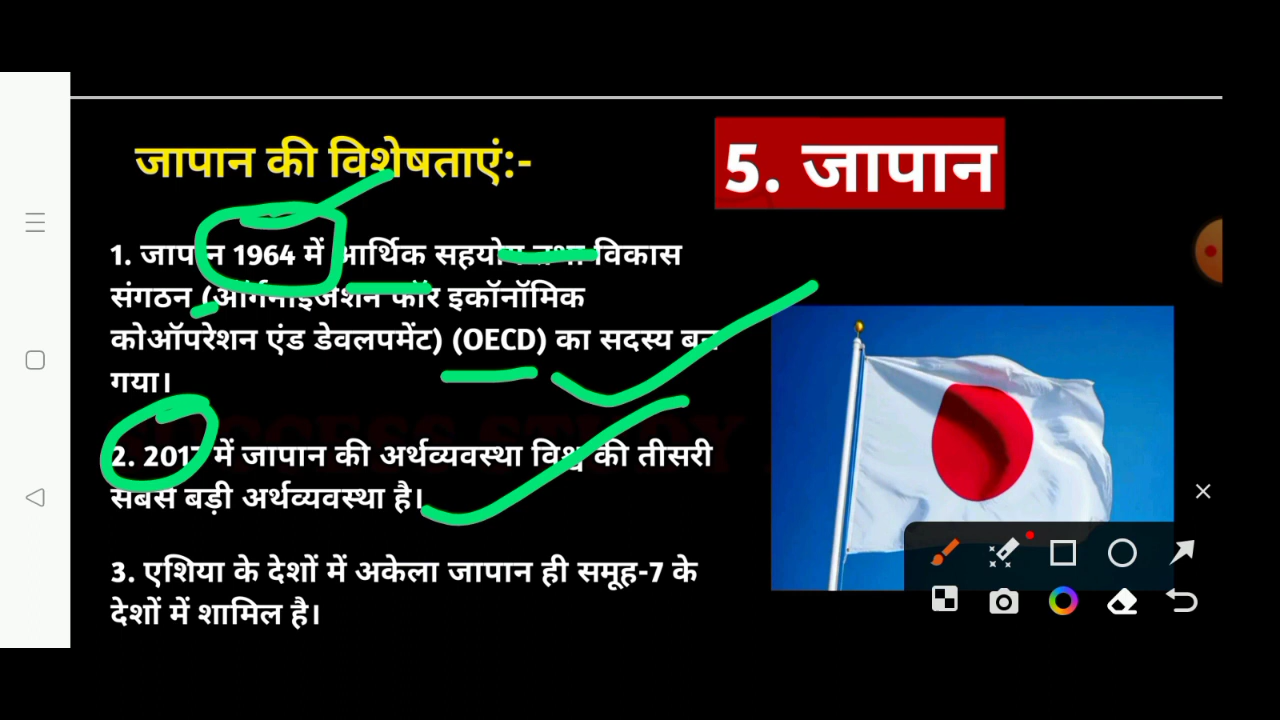 जापान की विशेषताएं:-
5. जापान
1. जापान 1964 में आर्थिक सहयोग तथा विकास
संगठन (ऑर्गेनाइजेशन फॉर इकॉनॉमिक
कोऑपरेशन एंड डेवलपमेंट) (OECD) का सदस्य बन
गया।
2. 2017 में जापान की अर्थव्यवस्था विश्व की तीसरी
सबसे बड़ी अर्थव्यवस्था है।
3. एशिया के देशों में अकेला जापान ही समूह-7 के
देशों में शामिल है।